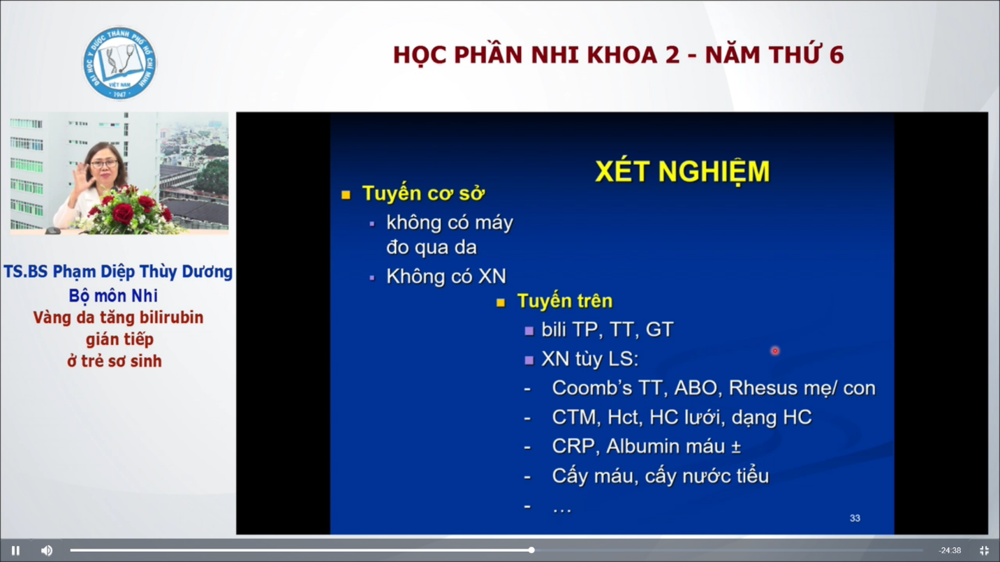 ĐẠI HỌC Y DƯỢC THÀNH PHỐ HỒ CHÍ MINH
VIỆT NAM
1947
HỌC PHẦN NHI KHOA 2 - NĂM THỨ 6
TS.BS Phạm Diệp Thùy Dương
Bộ môn Nhi
Vàng da tăng bilirubin
gián tiếp
ở trẻ sơ sinh
XÉT NGHIỆM
Tuyến cơ sở
không có máy
đo qua da
Không có XN
Tuyến trên
bili TP, TT, GT
XN tùy LS:
- Coomb's TT, ABO, Rhesus mẹ/ con
- CTM, Hct, HC lưới, dạng HC
- CRP, Albumin máu ±
- Cấy máu, cấy nước tiểu
- …
33
-24:38